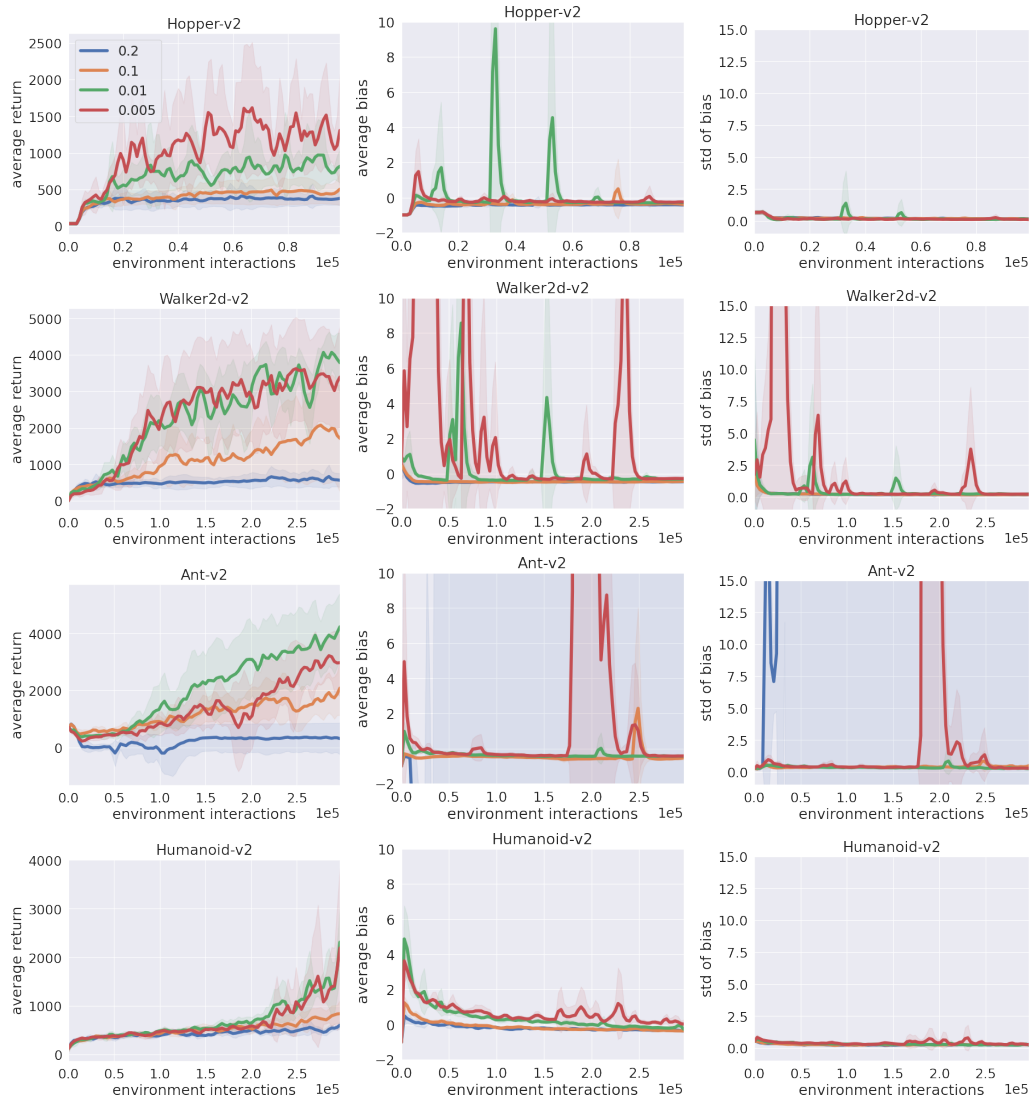 Hopper-v2
average return
2500
2000
1500
1000
500
0
0.2
0.1
0.01
0.005
0.0 0.2 0.4 0.6 0.8
environment interactions 1e5
Hopper-v2
average bias
10
8
6
4
2
0
−2
0.0 0.2 0.4 0.6 0.8
environment interactions 1e5
Hopper-v2
std of bias
15.0
12.5
10.0
7.5
5.0
2.5
0.0
0.0 0.2 0.4 0.6 0.8
environment interactions 1e5
Walker2d-v2
average return
5000
4000
3000
2000
1000
0
0.0 0.5 1.0 1.5 2.0 2.5
environment interactions 1e5
Walker2d-v2
average bias
10
8
6
4
2
0
−2
0.0 0.5 1.0 1.5 2.0 2.5
environment interactions 1e5
Walker2d-v2
std of bias
15.0
12.5
10.0
7.5
5.0
2.5
0.0
0.0 0.5 1.0 1.5 2.0 2.5
environment interactions 1e5
Ant-v2
average return
4000
2000
0
0.0 0.5 1.0 1.5 2.0 2.5
environment interactions 1e5
Ant-v2
average bias
10
8
6
4
2
0
−2
0.0 0.5 1.0 1.5 2.0 2.5
environment interactions 1e5
Ant-v2
std of bias
15.0
12.5
10.0
7.5
5.0
2.5
0.0
0.0 0.5 1.0 1.5 2.0 2.5
environment interactions 1e5
Humanoid-v2
average return
4000
3000
2000
1000
0
0.0 0.5 1.0 1.5 2.0 2.5
environment interactions 1e5
Humanoid-v2
average bias
10
8
6
4
2
0
−2
0.0 0.5 1.0 1.5 2.0 2.5
environment interactions 1e5
Humanoid-v2
std of bias
15.0
12.5
10.0
7.5
5.0
2.5
0.0
0.0 0.5 1.0 1.5 2.0 2.5
environment interactions 1e5